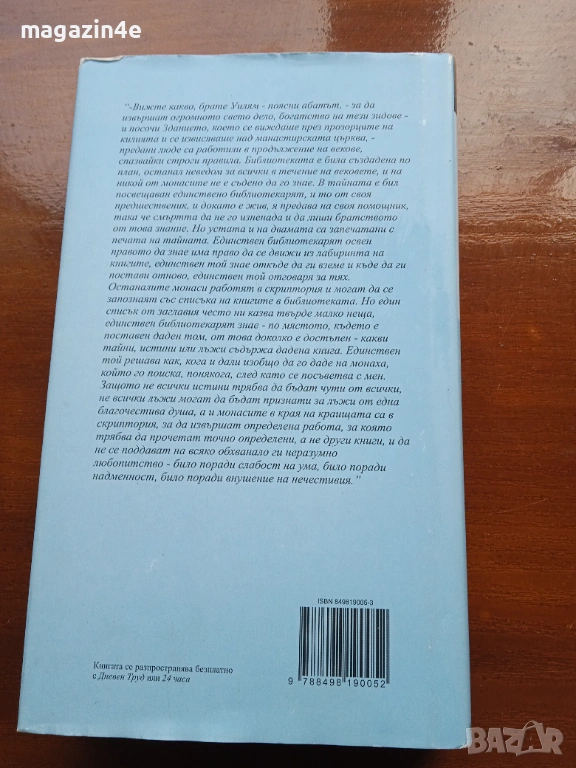 magazin4e
"-Вижте какво, брате Уилям - поясни абатът, - за да
извършат огромното свето дело, богатство на тези зидове -
и посочи Зданието, което се виждаше през прозорците на
килията и се извисяваше над манастирската църква, -
предани люде са работили в продължение на векове,
спазвайки строги правила. Библиотеката е била създадена по
план, останал неведом за всички в течение на вековете, и на
никой от монасите не е съдено да го знае. В тайната е бил
посвещаван единствено библиотекарят, и то от своя
предшественик, и докато е жив, я предава на своя помощник,
така че смъртта да не го изпепада и да лиши братството
от това знание. Но устата и на двамата са запечатани с
печата на тайната. Единствен библиотекарят освен
правото да знае има право да се движи из лабиринта на
книгите, единствен той знае откъде да ги вземе и къде да ги
постави отново, единствен той отговаря за тях.
Останалите монаси работят в скриптория и могат да се
запознаят със списъка на книгите в библиотеката. Но един
списък от заглавия често ни казва твърде малко неща,
единствен библиотекарят знае - по мястото, където е
поставен даден том, от това доколко е достъпен - какви
тайни, истини или лъжи съдържа дадена книга. Единствен
той решава как, кога и дали изобщо да го даде на монаха,
който го поиска, понякога, след като се посъветва с мен.
Защото не всички истини трябва да бъдат чути от всички,
не всички лъжи могат да бъдат признати за лъжи от една
благочестива душа, а и монасите в края на краищата са в
скриптория, за да извършат определена работа, за която
трябва да прочетат точно определени, а не други книги, и да
не се поддават на всяко обхванало ги неразумно
любопитство - било поради слабост на ума, било поради
надменност, било поради внушение на нечестивия."
ISBN 849819005-3
9 788498 190052
Книгата се разпространява безплатно
с Дневен Труд или 24 часа
BAZAR